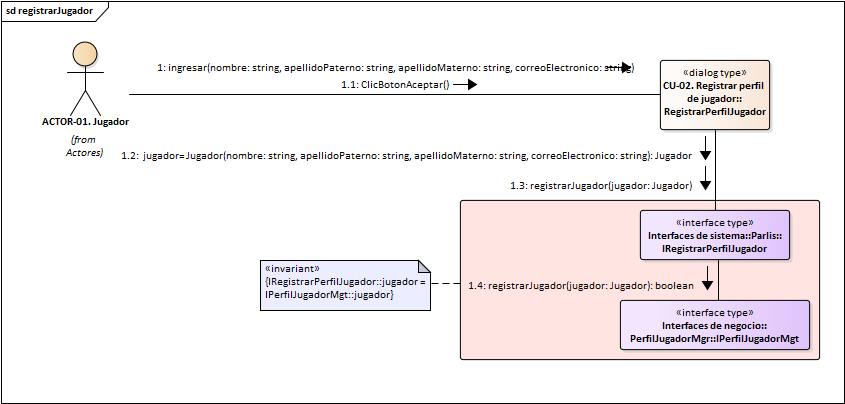 sd registrarJugador
1: ingresar(nombre: string, apellidoPaterno: string, apellidoMaterno: string, correoElectronico: string)
1.1: ClicBotonAceptar()
«dialog type»
CU-02. Registrar perfil
de jugador::
RegistrarPerfilJugador
ACTOR-01. Jugador
(from
Actores)
1.2: jugador=Jugador(nombre: string, apellidoPaterno: string, apellidoMaterno: string, correoElectronico: string): Jugador
1.3: registrarJugador(jugador: Jugador)
«interface type»
Interfaces de sistema::Parlis::
IRegistrarPerfilJugador
«invariant»
{IRegistrarPerfilJugador::jugador =
IPerfilJugadorMgt::jugador}
1.4: registrarJugador(jugador: Jugador): boolean
«interface type»
Interfaces de negocio::
PerfilJugadorMgr::IPerfilJugadorMgt